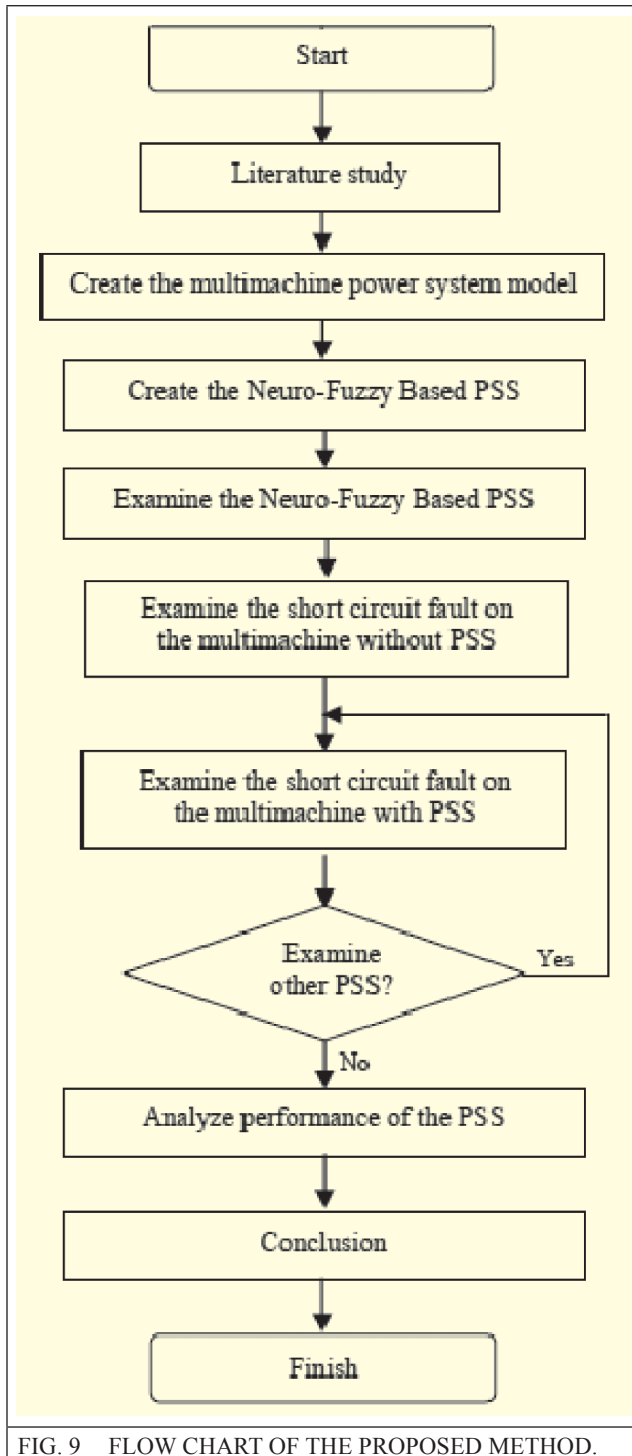 Start
Literature study
Create the multimachine power system model
Create the Neuro-Fuzzy Based PSS
Examine the Neuro-Fuzzy Based PSS
Examine the short circuit fault on
the multimachine without PSS
Examine the short circuit fault on
the multimachine with PSS
Examine
other PSS?
Yes
No
Analyze performance of the PSS
Conclusion
Finish
FIG. 9 FLOW CHART OF THE PROPOSED METHOD.